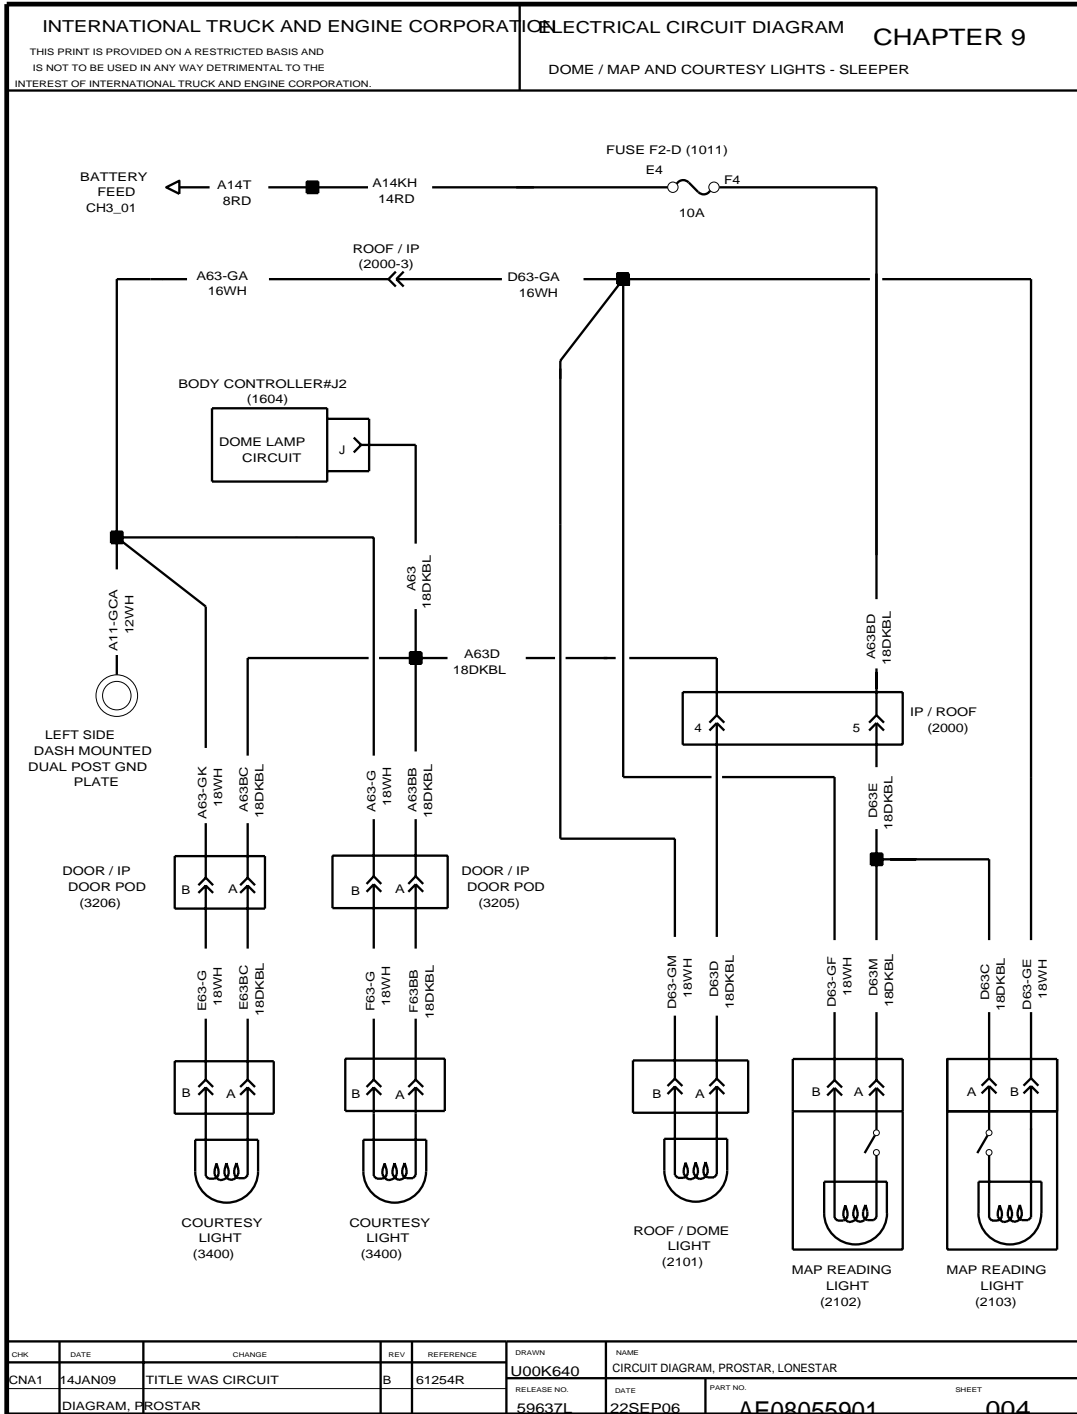 INTERNATIONAL TRUCK AND ENGINE CORPORATION
THIS PRINT IS PROVIDED ON A RESTRICTED BASIS AND
IS NOT TO BE USED IN ANY WAY DETRIMENTAL TO THE
INTEREST OF INTERNATIONAL TRUCK AND ENGINE CORPORATION.
ELECTRICAL CIRCUIT DIAGRAM
CHAPTER 9
DOME / MAP AND COURTESY LIGHTS - SLEEPER
FUSE F2-D (1011)
E4
F4
10A
BATTERY
FEED
CH3_01
A14T
8RD
A14KH
14RD
ROOF / IP
(2000-3)
A63-GA
16WH
D63-GA
16WH
BODY CONTROLLER#J2
(1604)
DOME LAMP
CIRCUIT
J
A63
18DKBL
A11-GCA
12WH
A63D
18DKBL
A63BD
18DKBL
LEFT SIDE
DASH MOUNTED
DUAL POST GND
PLATE
4
5
IP / ROOF
(2000)
A63-GK
18WH
A63BC
18DKBL
A63-G
18WH
A63BB
18DKBL
D63E
18DKBL
DOOR / IP
DOOR POD
(3206)
B
A
B
A
DOOR / IP
DOOR POD
(3205)
E63-G
18WH
E63BC
18DKBL
F63-G
18WH
F63BB
18DKBL
D63-GM
18WH
D63D
18DKBL
D63-GF
18WH
D63M
18DKBL
D63C
18DKBL
D63-GE
18WH
B
A
B
A
B
A
B
A
A
B
COURTESY
LIGHT
(3400)
COURTESY
LIGHT
(3400)
ROOF / DOME
LIGHT
(2101)
MAP READING
LIGHT
(2102)
MAP READING
LIGHT
(2103)
CHK DATE CHANGE REV REFERENCE
CNA1 14JAN09 TITLE WAS CIRCUIT B 61254R
DIAGRAM, PROSTAR
DRAWN
U00K640
NAME
CIRCUIT DIAGRAM, PROSTAR, LONESTAR
RELEASE NO.
59637L
DATE
22SEP06
PART NO.
AE08055901
SHEET
004